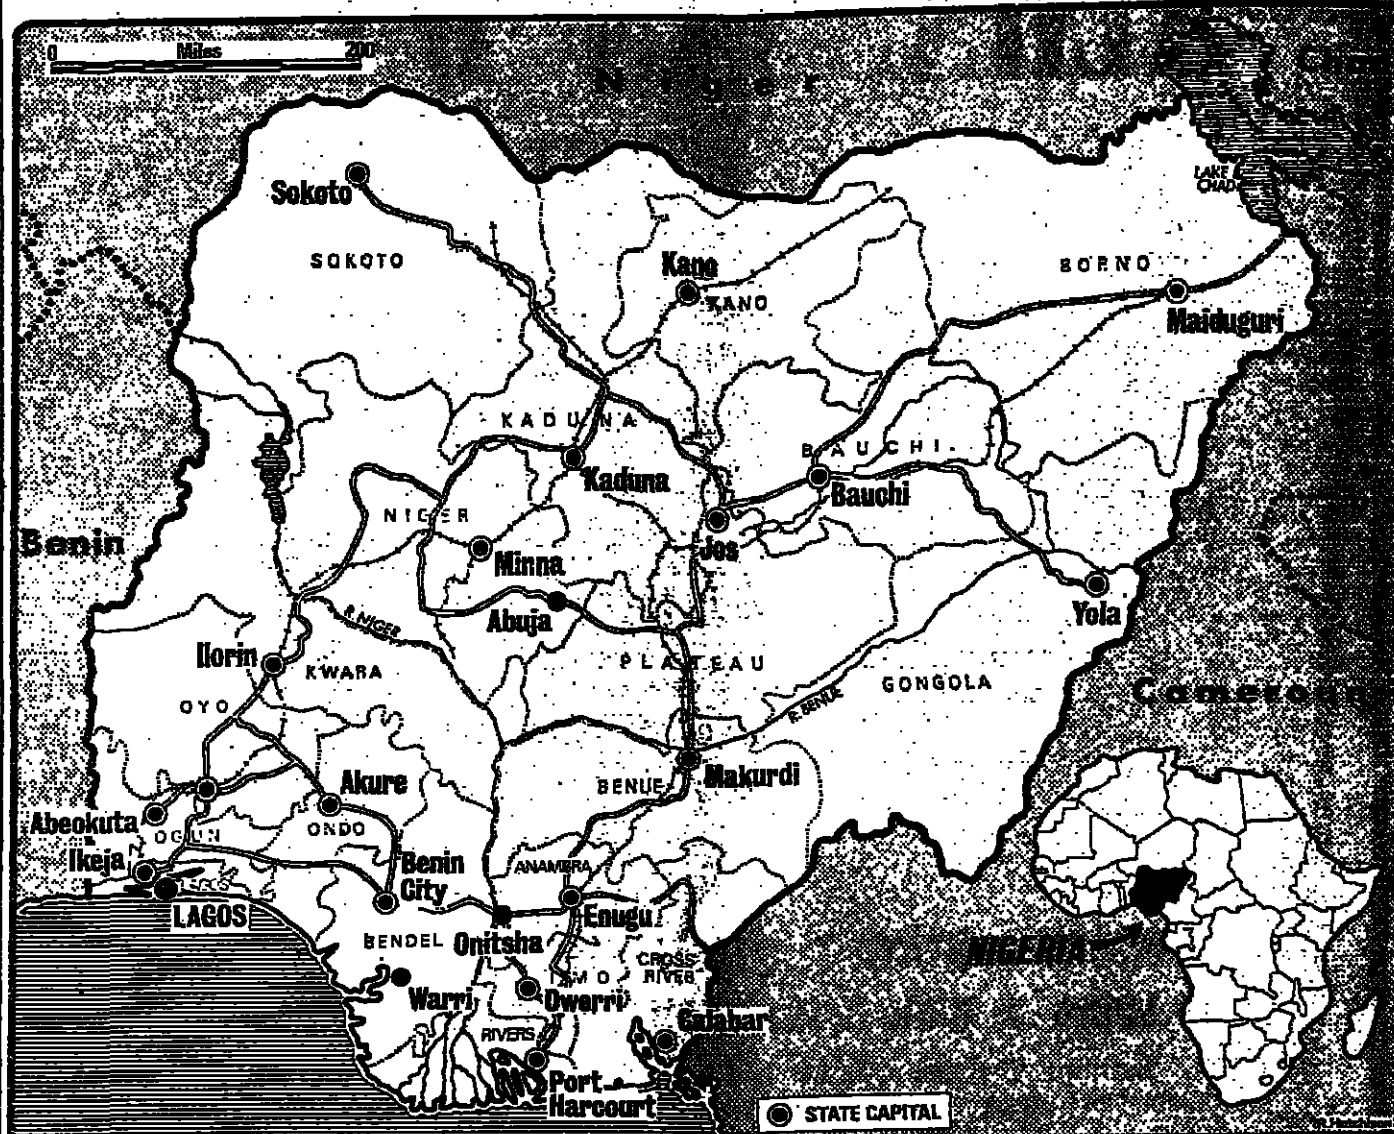 0 Miles 200
Niger
LAKE
CHAD
Sokoto
SOKOTO
Kano
KANO
BORNO
Maiduguri
KADUNA
Kaduna
BAUCHI
Bauchi
NIGER
Jos
Benin
Minna
Abuja
Yola
R. NIGER
Ilorin
KWARA
PLATEAU
GONGOLA
R. BENUE
OYO
Makurdi
BENUE
Akure
Abeokuta
OGUN
ONDO
Ikeja
Benin
City
ANAMBRA
LAGOS
Enugu
BENDEL
Onitsha
NIGERIA
CROSS
RIVER
IMO
Warri
Owerri
RIVERS
Calabar
Port
Harcourt
STATE CAPITAL